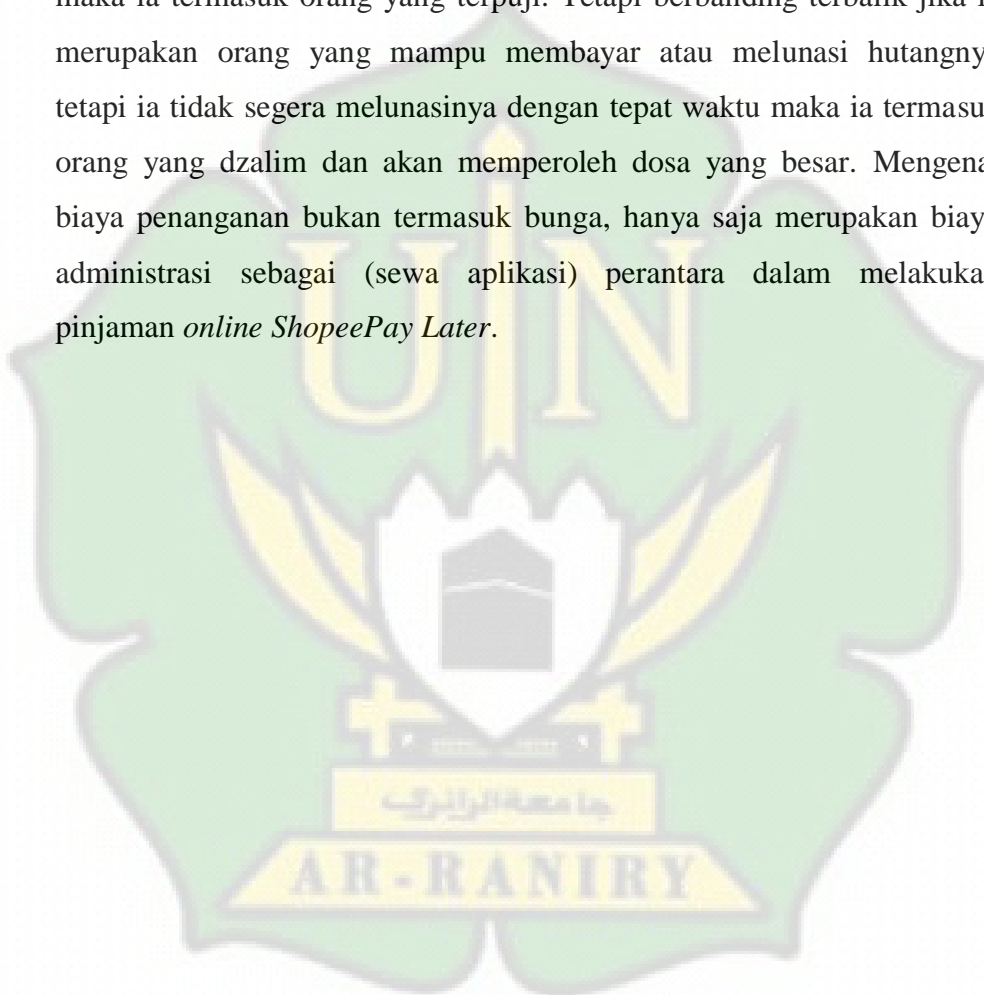 maka ia termasuk orang yang terpuji. Tetapi berbanding terbalik jika
merupakan orang yang mampu membayar atau melunasi hutangny
tetapi ia tidak segera melunasinya dengan tepat waktu maka ia termasu
orang yang dzalim dan akan memperoleh dosa yang besar. Mengena
biaya penanganan bukan termasuk bunga, hanya saja merupakan biay
administrasi sebagai (sewa aplikasi) perantara dalam melakuka
pinjaman online ShopeePay Later.
UIN
جامعة الرانري
AR-RANIRY